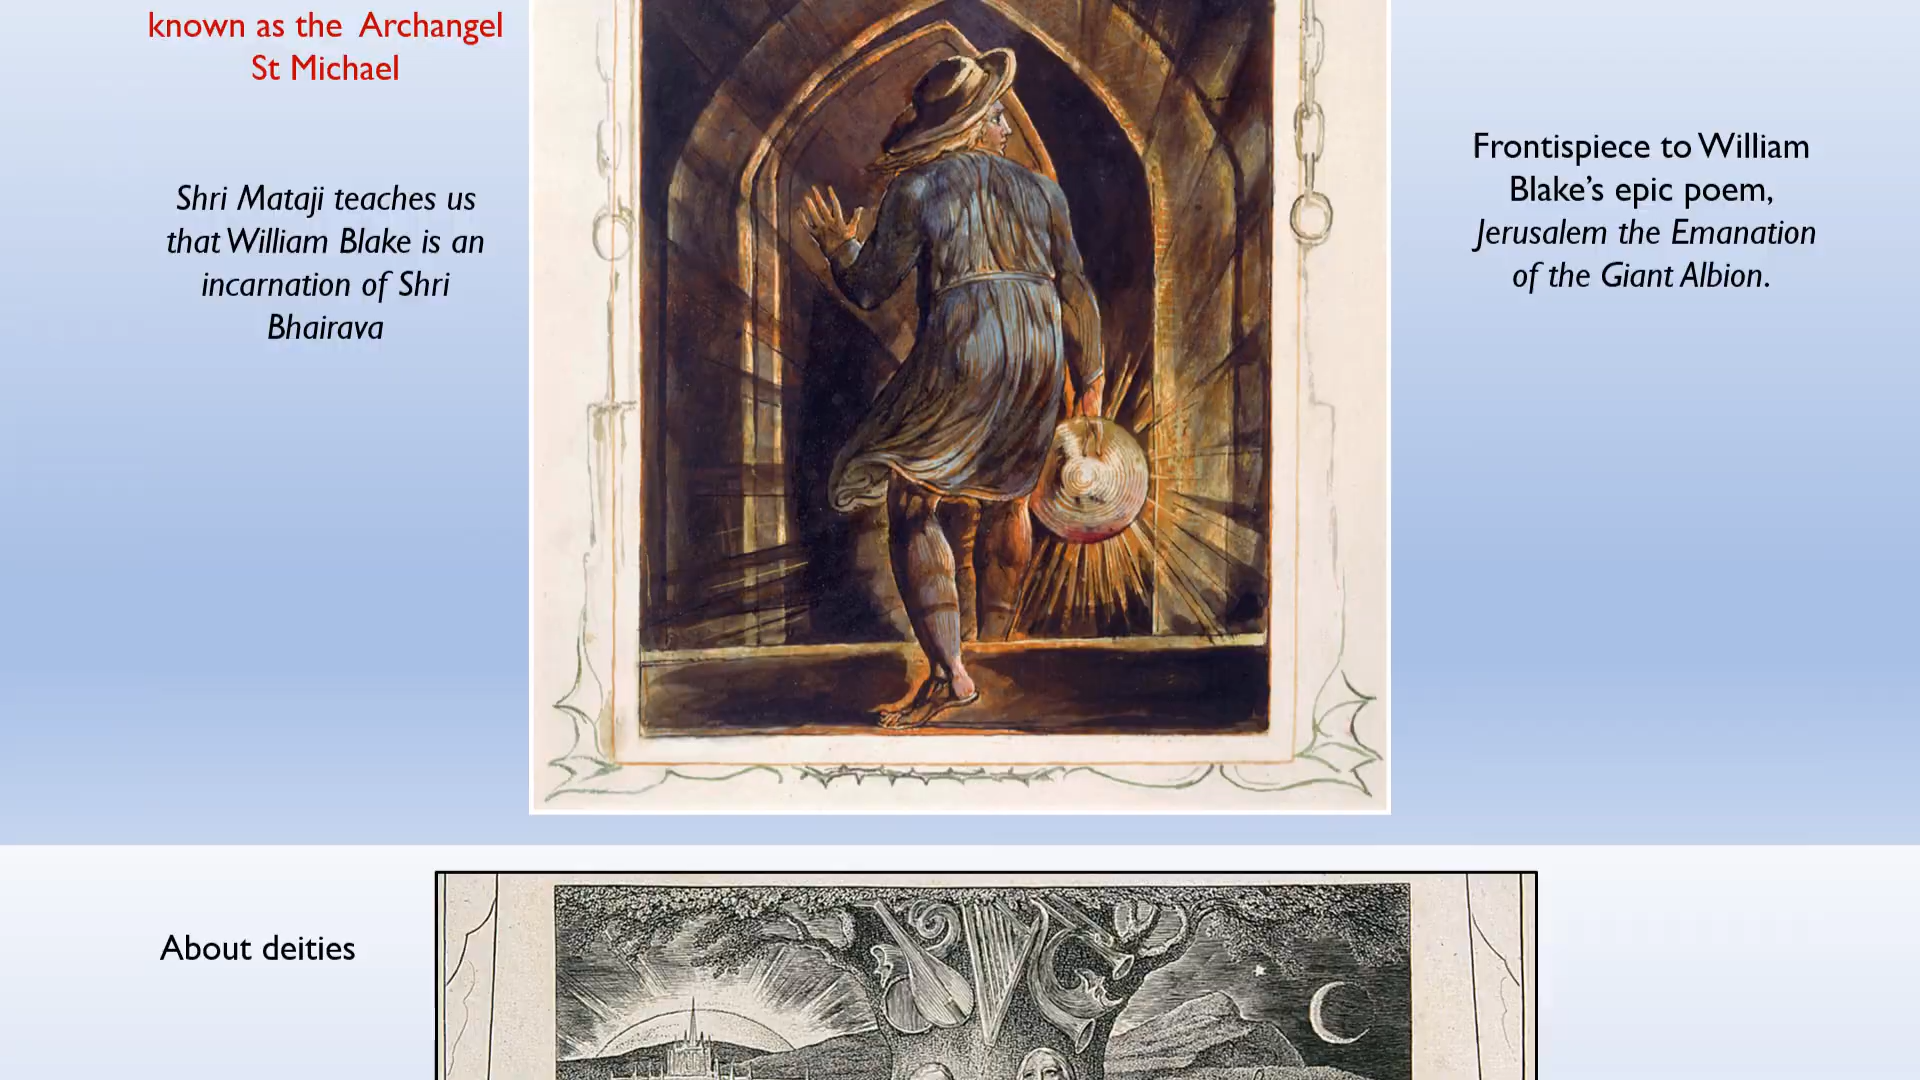 known as the Archangel
St Michael
Shri Mataji teaches us
that William Blake is an
incarnation of Shri
Bhairava
Frontispiece to William
Blake’s epic poem,
Jerusalem the Emanation
of the Giant Albion.
About deities